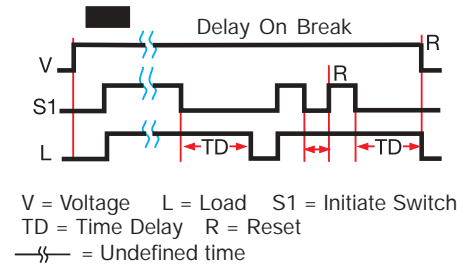 Delay On Break
V
R
S1
R
L
TD
TD
V = Voltage L = Load S1 = Initiate Switch
TD = Time Delay R = Reset
= Undefined time